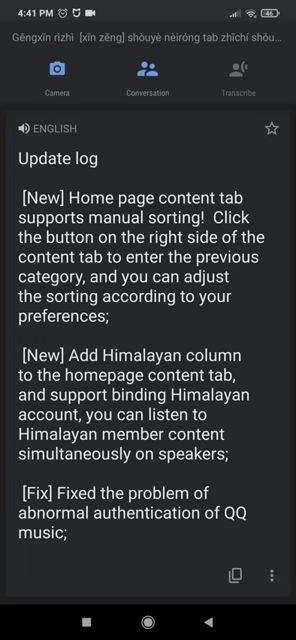 4:41 PM
46
Gēngxīn rìzhì [xīn zēng] shǒuyè nèiróng tab zhīchí shǒu...
Camera
Conversation
Transcribe
ENGLISH
Update log
[New] Home page content tab
supports manual sorting! Click
the button on the right side of the
content tab to enter the previous
category, and you can adjust
the sorting according to your
preferences;
[New] Add Himalayan column
to the homepage content tab,
and support binding Himalayan
account, you can listen to
Himalayan member content
simultaneously on speakers;
[Fix] Fixed the problem of
abnormal authentication of QQ
music;